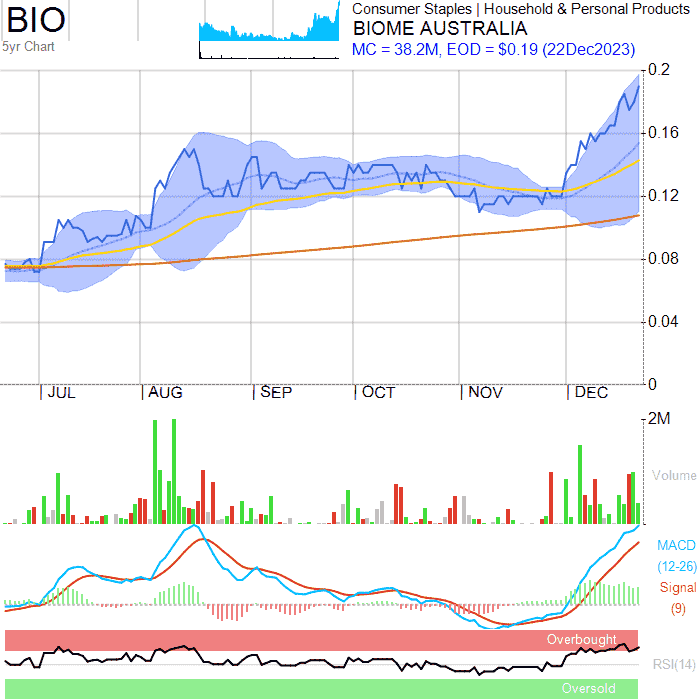 BIO
5yr Chart
Consumer Staples | Household & Personal Products
BIOME AUSTRALIA
MC = 38.2M, EOD = $0.19 (22Dec2023)
0.2
0.16
0.12
0.08
0.04
0
JUL AUG SEP OCT NOV DEC
2M
Volume
MACD
(12-26)
Signal
(9)
Overbought
RSI(14)
Oversold